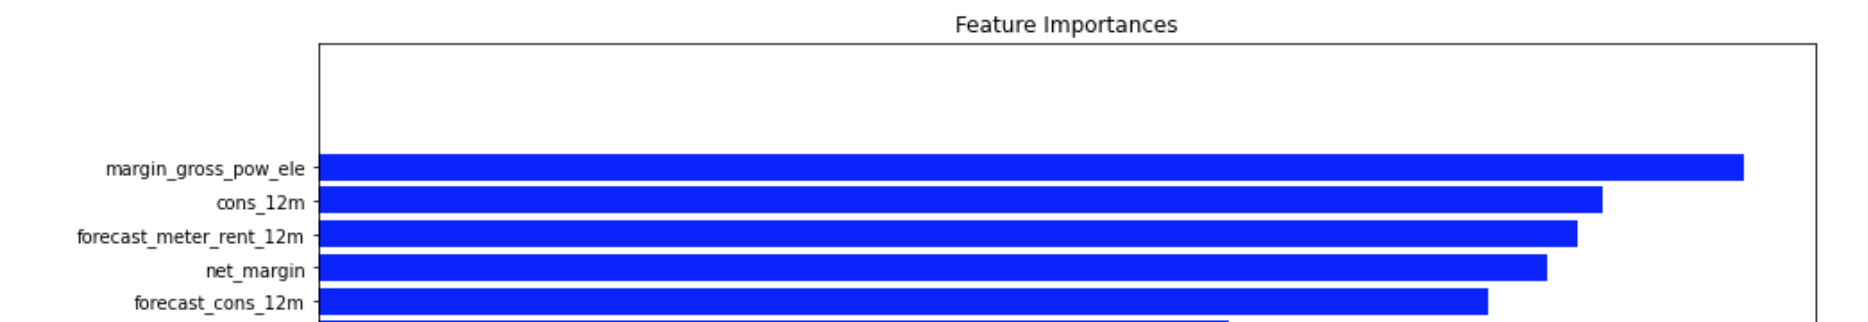 Feature Importances
margin_gross_pow_ele
cons_12m
forecast_meter_rent_12m
net_margin
forecast_cons_12m